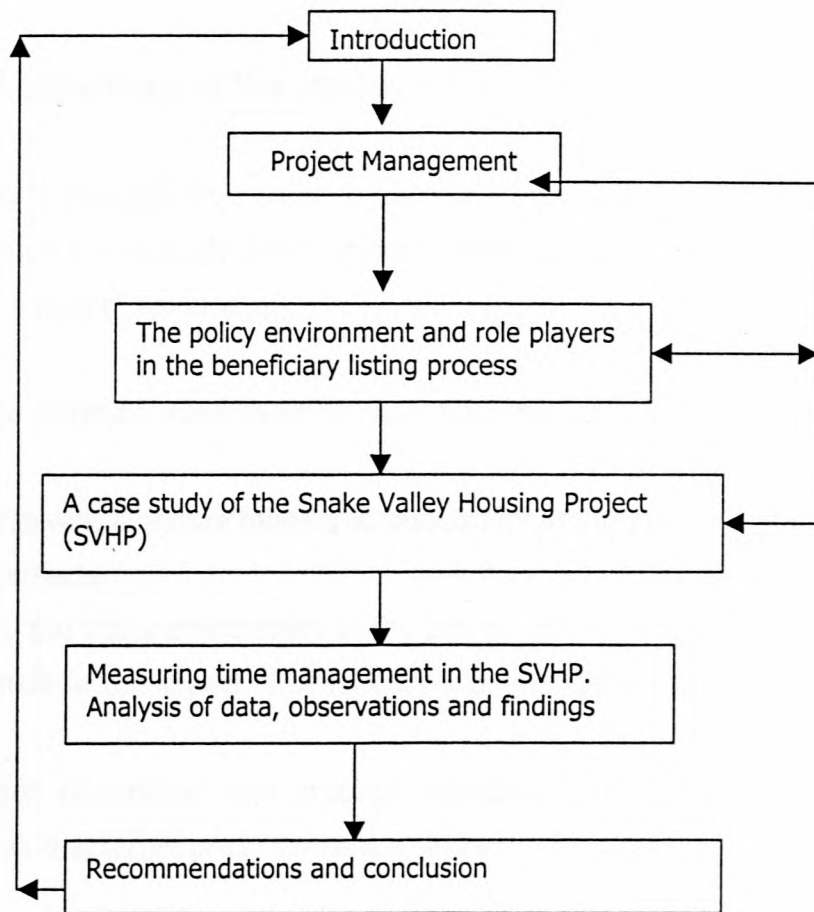 Introduction
Project Management
The policy environment and role players
in the beneficiary listing process
A case study of the Snake Valley Housing Project
(SVHP)
Measuring time management in the SVHP.
Analysis of data, observations and findings
Recommendations and conclusion